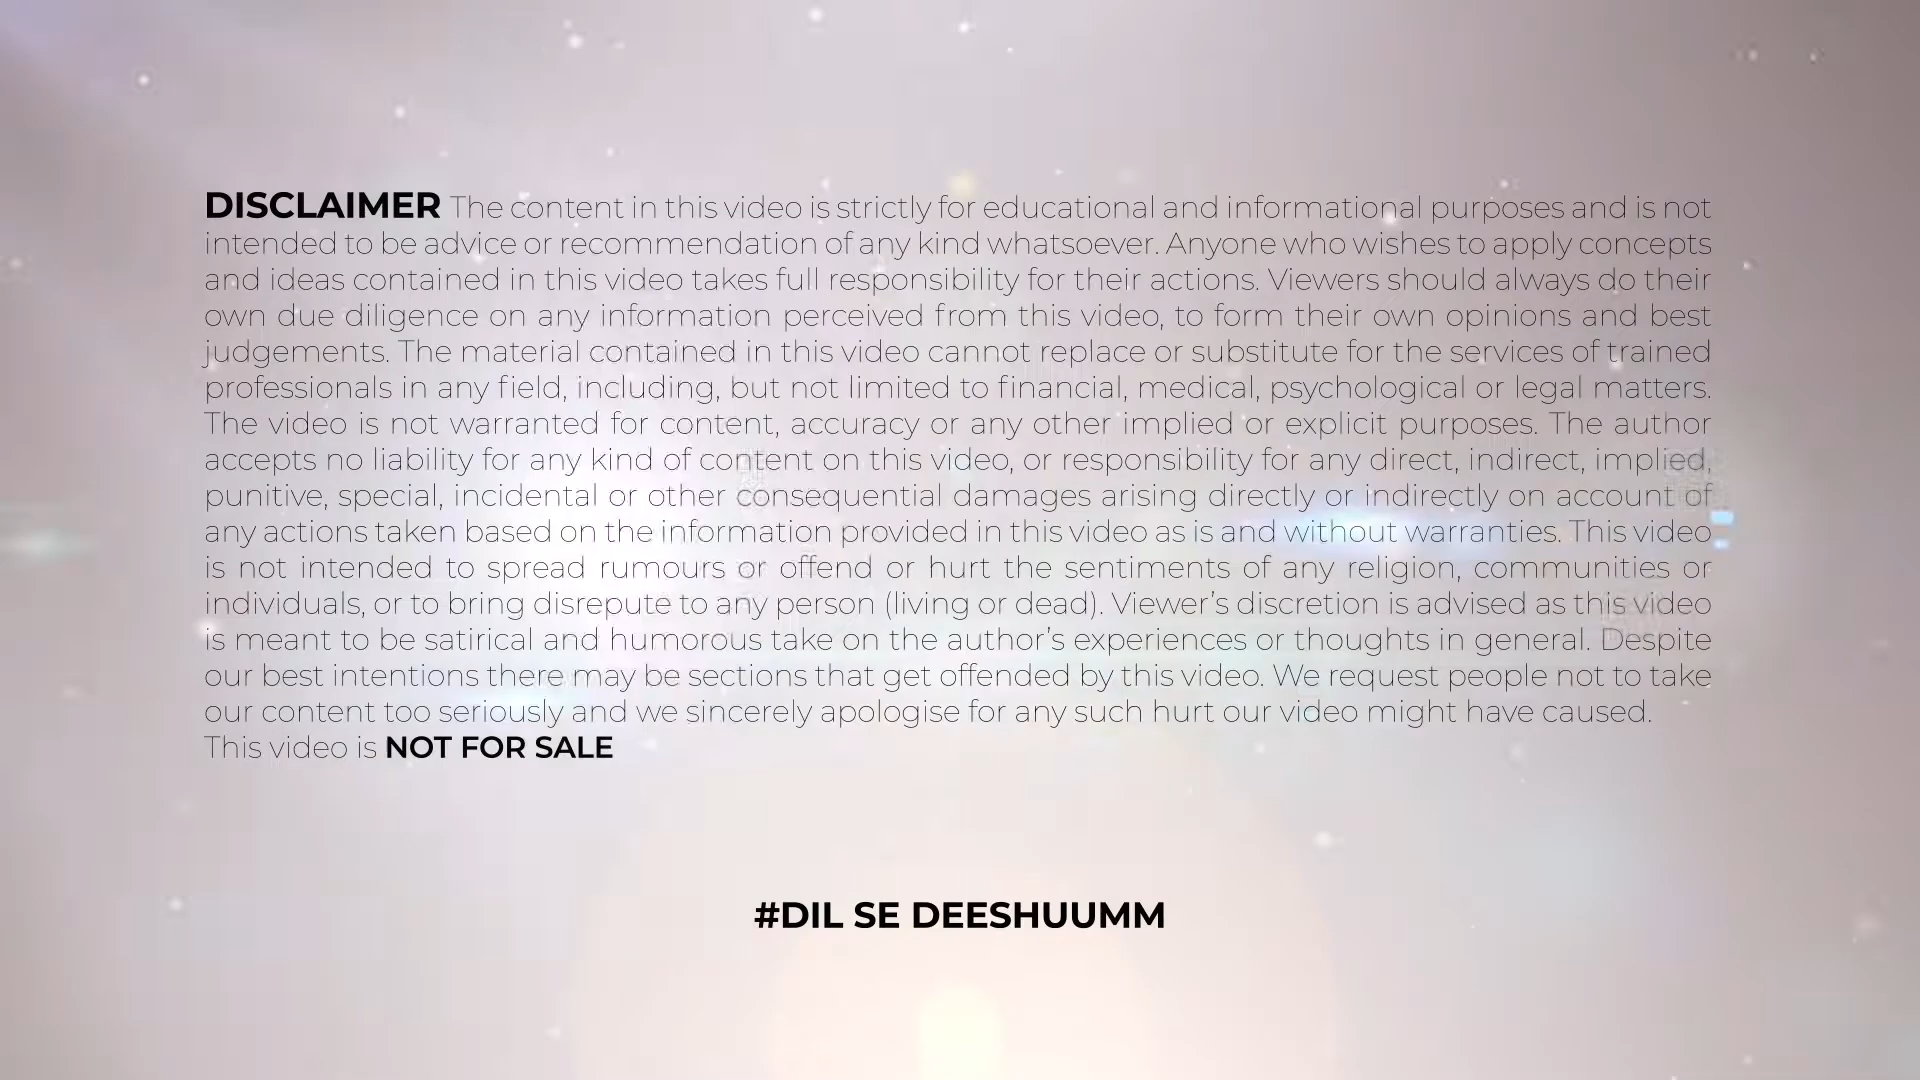 DISCLAIMER The content in this video is strictly for educational and informational purposes and is not
intended to be advice or recommendation of any kind whatsoever. Anyone who wishes to apply concepts
and ideas contained in this video takes full responsibility for their actions. Viewers should always do their
own due diligence on any information perceived from this video, to form their own opinions and best
judgements. The material contained in this video cannot replace or substitute for the services of trained
professionals in any field, including, but not limited to financial, medical, psychological or legal matters.
The video is not warranted for content, accuracy or any other implied or explicit purposes. The author
accepts no liability for any kind of content on this video, or responsibility for any direct, indirect, implied,
punitive, special, incidental or other consequential damages arising directly or indirectly on account of
any actions taken based on the information provided in this video as is and without warranties. This video
is not intended to spread rumours or offend or hurt the sentiments of any religion, communities or
individuals, or to bring disrepute to any person (living or dead). Viewer’s discretion is advised as this video
is meant to be satirical and humorous take on the author’s experiences or thoughts in general. Despite
our best intentions there may be sections that get offended by this video. We request people not to take
our content too seriously and we sincerely apologise for any such hurt our video might have caused.
This video is NOT FOR SALE
#DIL SE DEESHUUMM